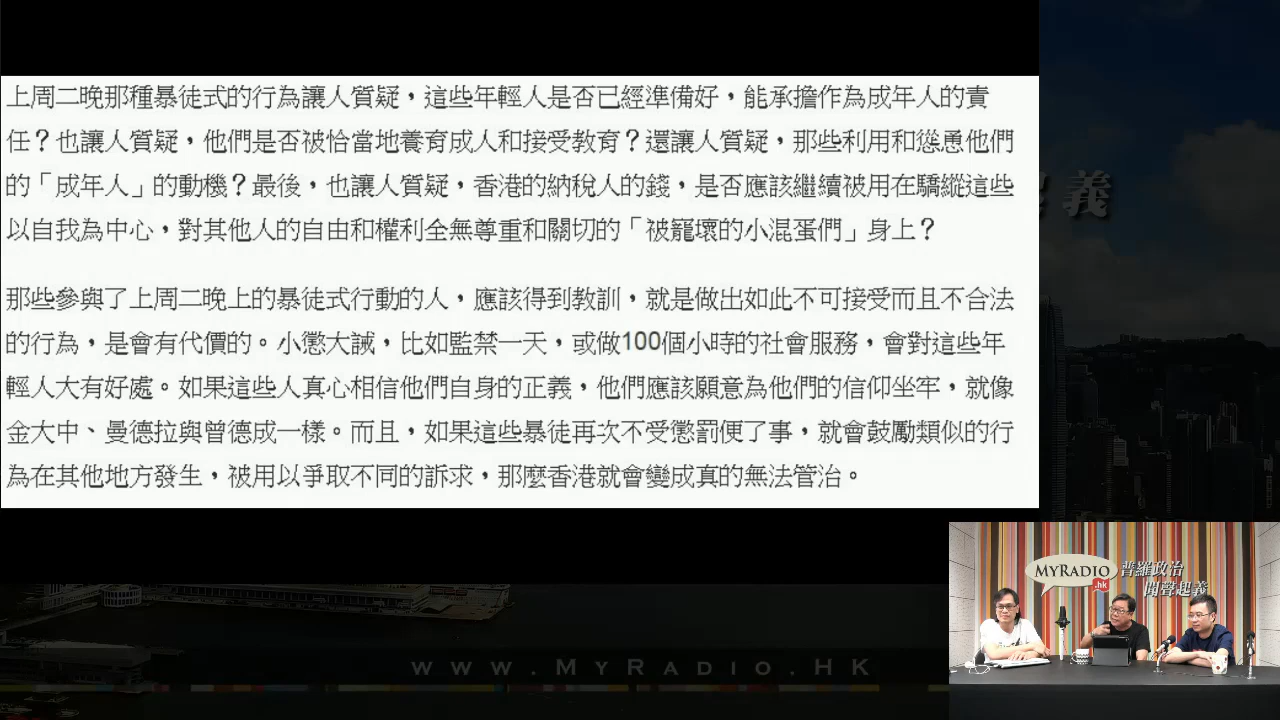 上周二晚那種暴徒式的行為讓人質疑，這些年輕人是否已經準備好，能承擔作為成年人的責
任？也讓人質疑，他們是否被恰當地養育成人和接受教育？還讓人質疑，那些利用和慫恿他們
的「成年人」的動機？最後，也讓人質疑，香港的納稅人的錢，是否應該繼續被用在驕縱這些
以自我為中心，對其他人的自由和權利全無尊重和關切的「被寵壞的小混蛋們」身上？
那些參與了上周二晚上的暴徒式行動的人，應該得到教訓，就是做出如此不可接受而且不合法
的行為，是會有代價的。小懲大誡，比如監禁一天，或做100個小時的社會服務，會對這些年
輕人大有好處。如果這些人真心相信他們自身的正義，他們應該願意為他們的信仰坐牢，就像
金大中、曼德拉與曾德成一樣。而且，如果這些暴徒再次不受懲罰便了事，就會鼓勵類似的行
為在其他地方發生，被用以爭取不同的訴求，那麼香港就會變成真的無法管治。
義
MYRADIO.hk
普羅政治
聞聲起義
WWW.MYRADIO.HK